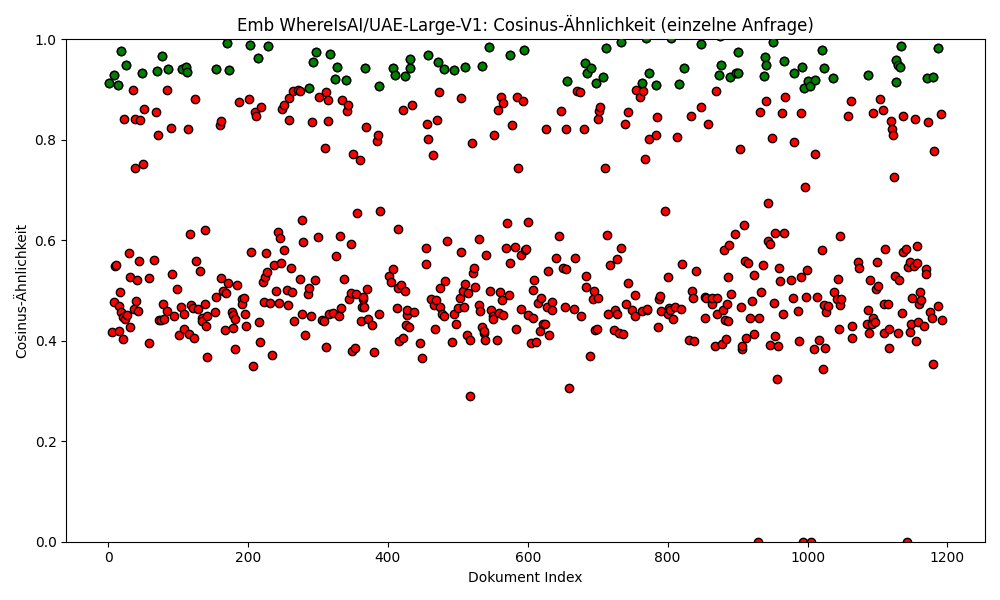 Emb WhereIsAI/UAE-Large-V1: Cosinus-Ähnlichkeit (einzelne Anfrage)
Cosinus-Ähnlichkeit
1.0
0.8
0.6
0.4
0.2
0.0
0 200 400 600 800 1000 1200
Dokument Index